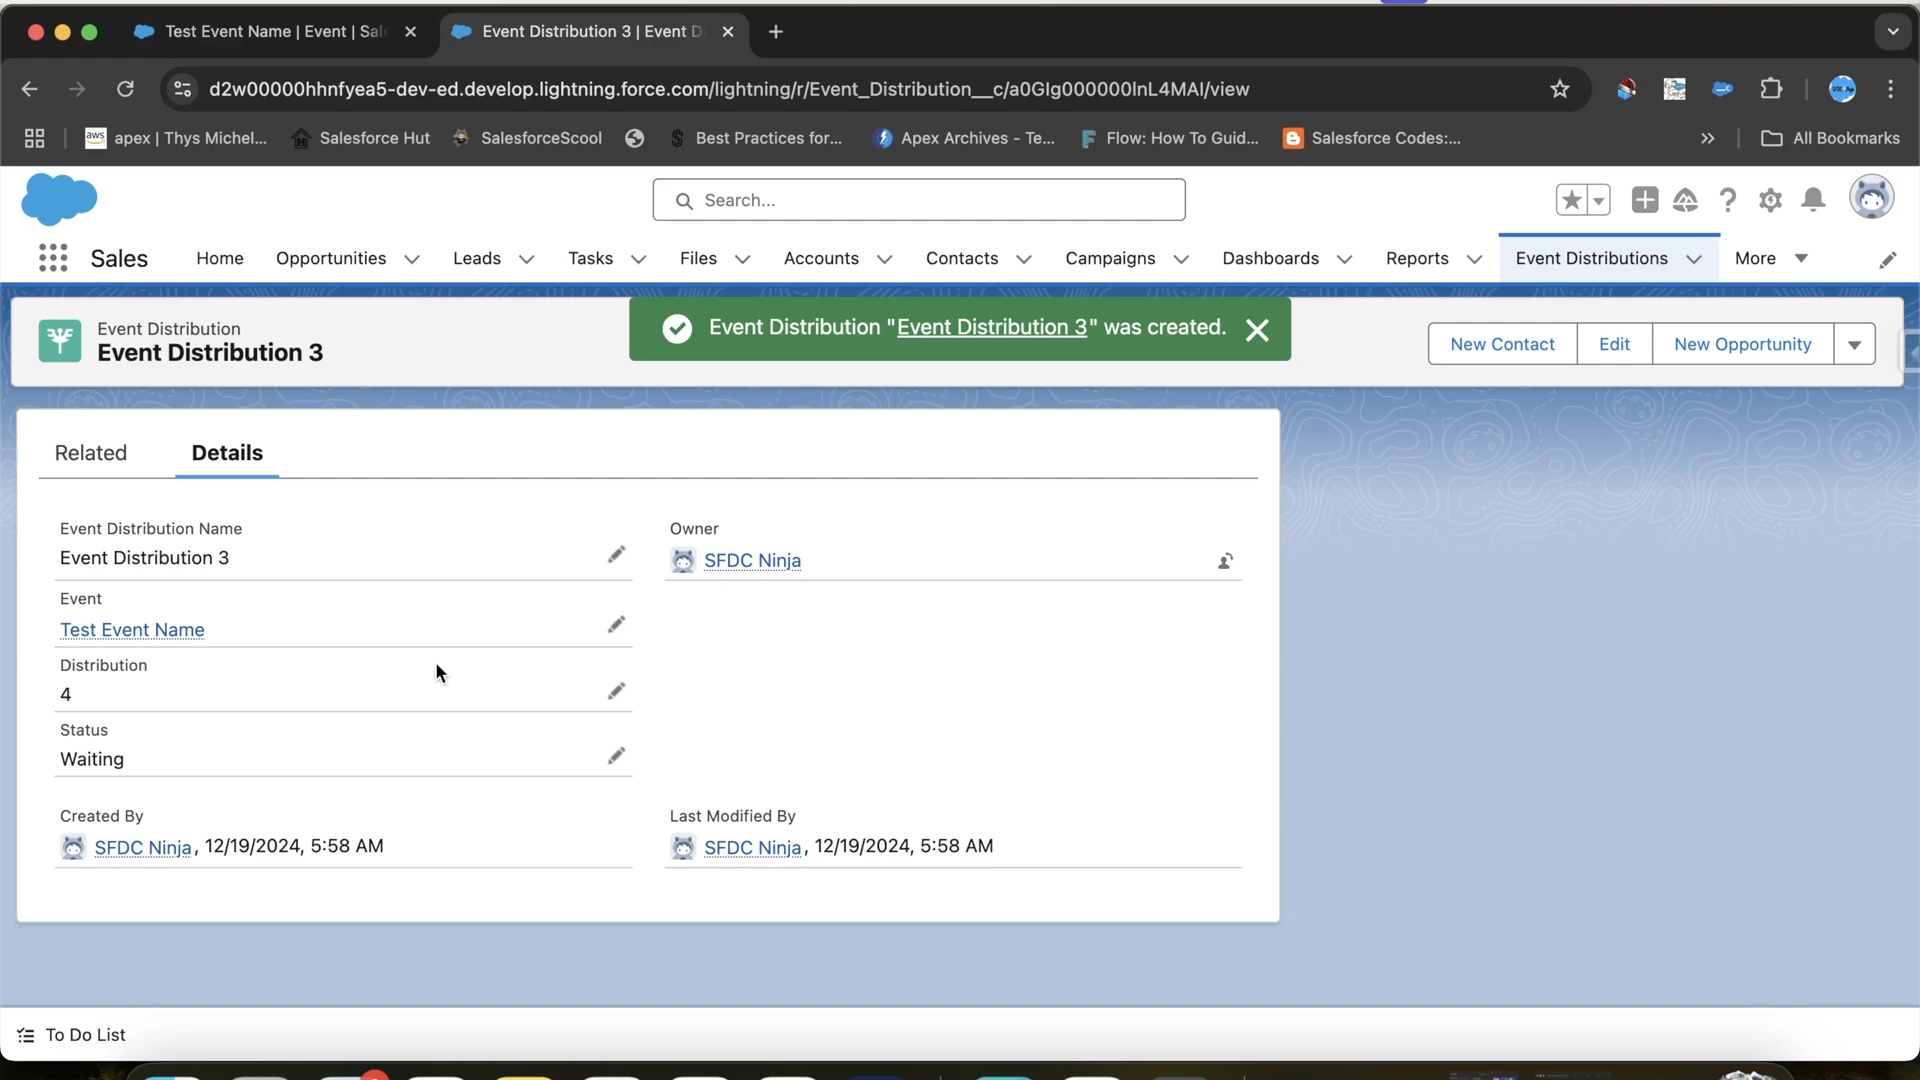 Test Event Name | Event | Sal
Event Distribution 3 | Event D
d2w00000hhnfyea5-dev-ed.develop.lightning.force.com/lightning/r/Event_Distribution__c/a0GIg000000lnL4MAI/view
aws apex | Thys Michel...
Salesforce Hut
SalesforceScool
Best Practices for...
Apex Archives - Te...
Flow: How To Guid...
Salesforce Codes:...
All Bookmarks
Search...
Sales
Home
Opportunities
Leads
Tasks
Files
Accounts
Contacts
Campaigns
Dashboards
Reports
Event Distributions
More
Event Distribution
Event Distribution 3
Event Distribution "Event Distribution 3" was created.
New Contact
Edit
New Opportunity
Related
Details
Event Distribution Name
Event Distribution 3
Owner
SFDC Ninja
Event
Test Event Name
Distribution
4
Status
Waiting
Created By
SFDC Ninja, 12/19/2024, 5:58 AM
Last Modified By
SFDC Ninja, 12/19/2024, 5:58 AM
To Do List